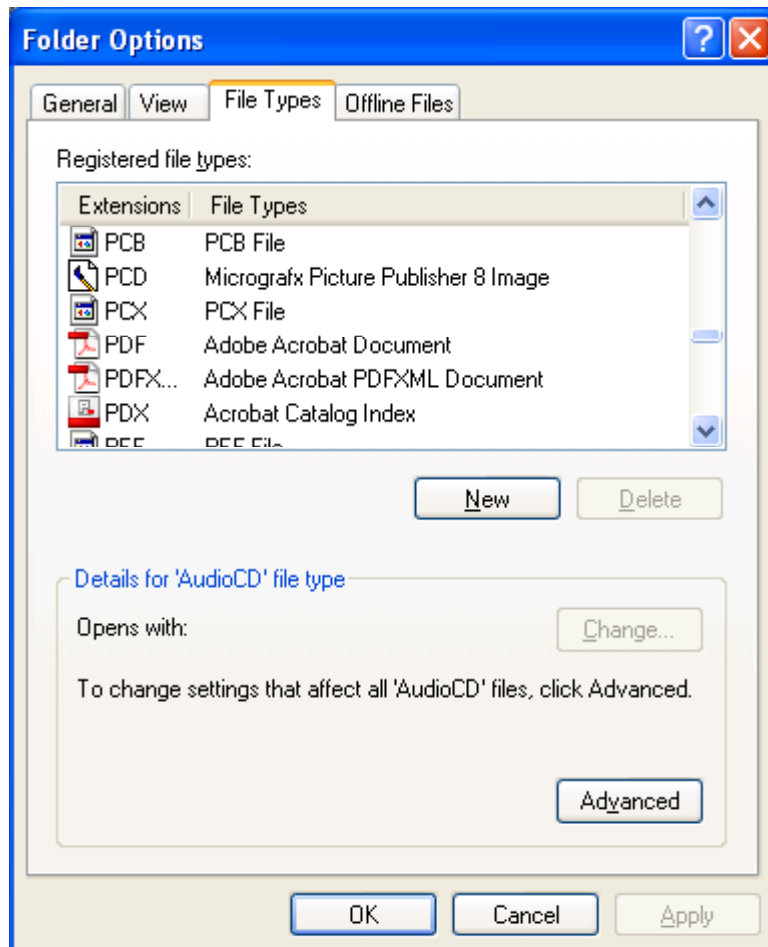 Folder Options
General View File Types Offline Files
Registered file types:
Extensions File Types
PCB PCB File
PCD Micrografx Picture Publisher 8 Image
PCX PCX File
PDF Adobe Acrobat Document
PDFX... Adobe Acrobat PDFXML Document
PDX Acrobat Catalog Index
New Delete
Details for 'AudioCD' file type
Opens with: Change...
To change settings that affect all 'AudioCD' files, click Advanced.
Advanced
OK Cancel Apply